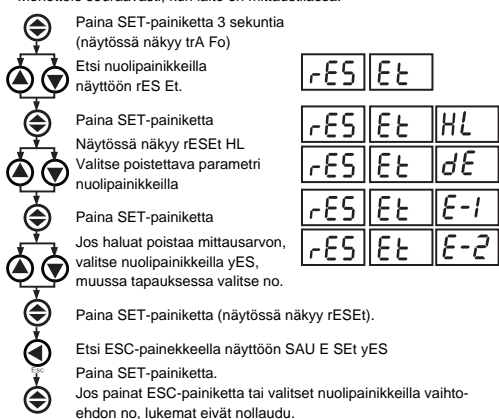 Paina SET-painiketta 3 sekuntia
(näytössä näkyy trA Fo)
Etsi nuolipainikkeilla
näyttöön rES Et.
rES Et
Paina SET-painiketta
Näytössä näkyy rESEt HL
Valitse poistettava parametri
nuolipainikkeilla
rES Et HL
rES Et dE
Paina SET-painiketta
rES Et E-1
Jos haluat poistaa mittausarvon,
valitse nuolipainikkeilla yES,
muussa tapauksessa valitse no.
rES Et E-2
Paina SET-painiketta (näytössä näkyy rESEt).
Etsi ESC-painekkeella näyttöön SAU E SEt yES
Esc
Paina SET-painiketta.
Jos painat ESC-painiketta tai valitset nuolipainikkeilla vaihto-
ehdon no, lukemat eivät nollaudu.